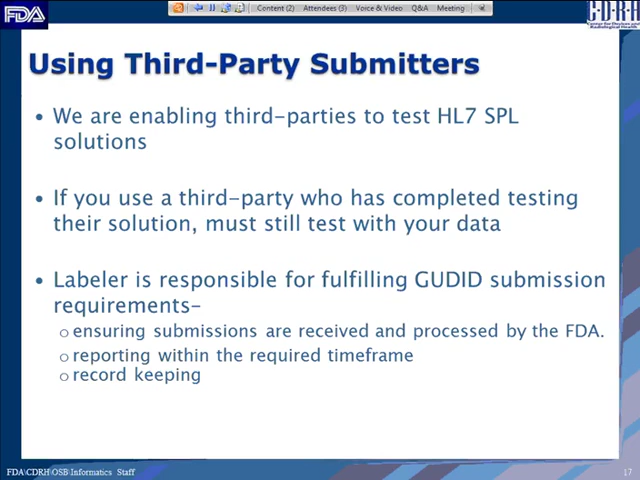 FDA
Content (2) Attendees (3) Voice & Video Q&A Meeting
CDRH
Center for Devices and
Radiological Health
Using Third-Party Submitters
• We are enabling third-parties to test HL7 SPL
solutions
• If you use a third-party who has completed testing
their solution, must still test with your data
• Labeler is responsible for fulfilling GUDID submission
requirements–
o ensuring submissions are received and processed by the FDA.
o reporting within the required timeframe
o record keeping
FDA\CDRH\OSB\Informatics Staff
17